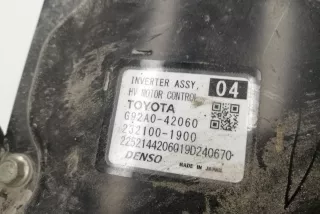 INVERTER ASSY, 04
HV MOTOR CONTROL
TOYOTA
G92A0-42060
232100-1900
2252144206Q19D240670
DENSO MADE IN JAPAN